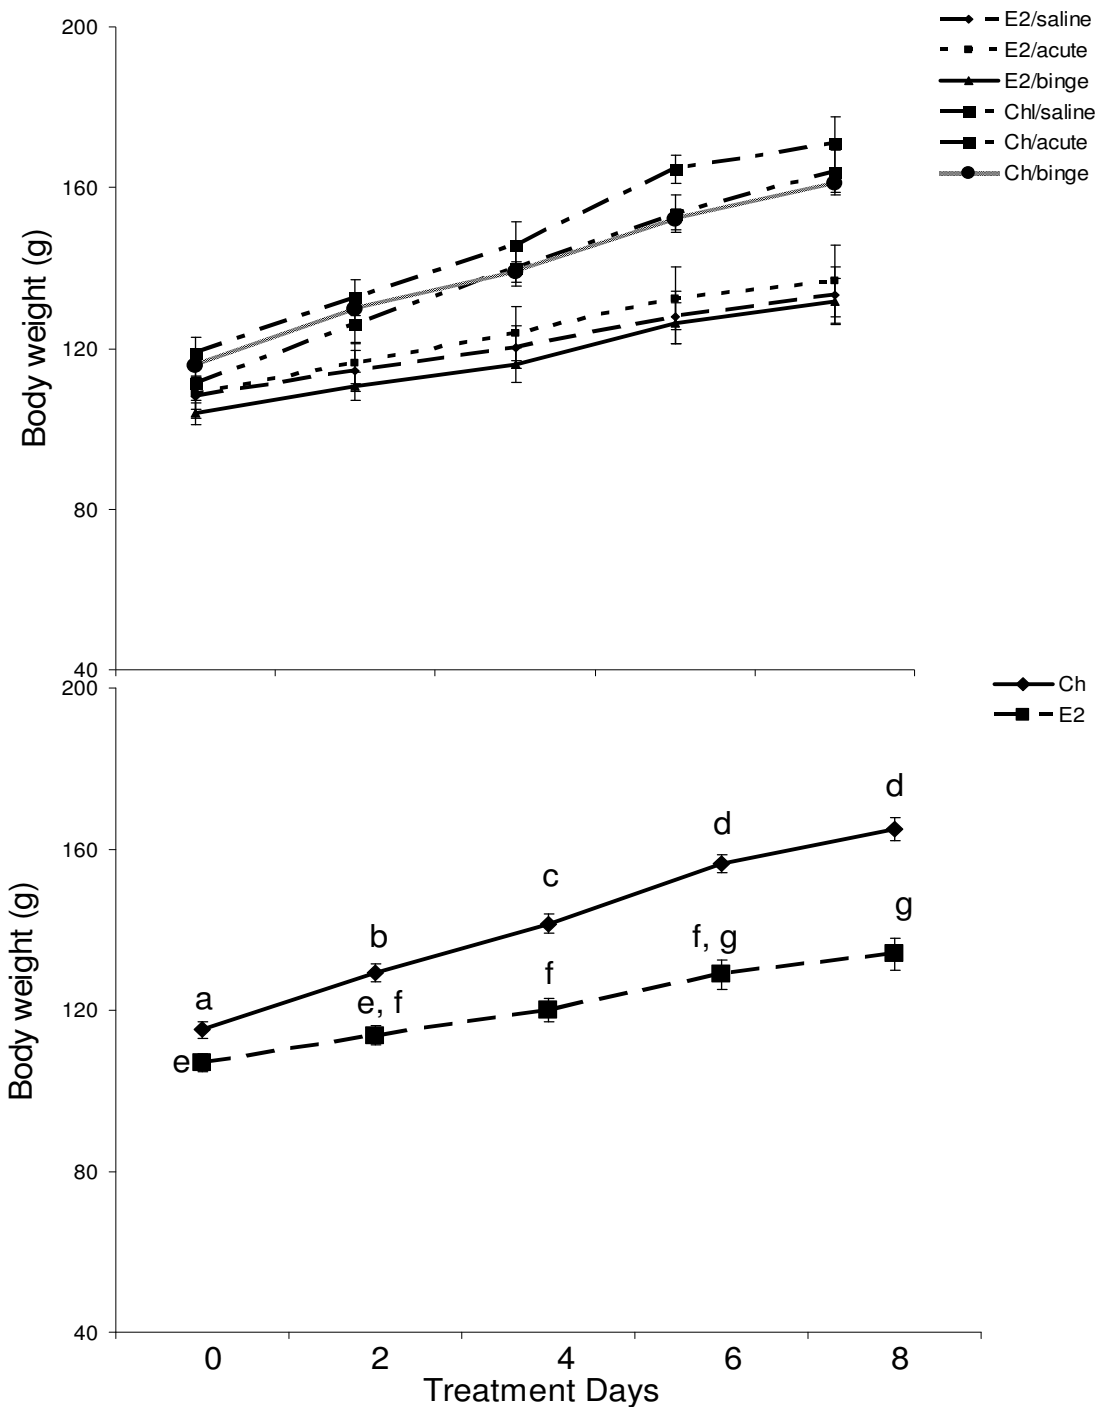 200
160
120
80
40
Body weight (g)
E2/saline
E2/acute
E2/binge
Chl/saline
Ch/acute
Ch/binge
200
160
120
80
40
Body weight (g)
Ch
E2
a
b
c
d
d
e
e, f
f
f, g
g
0 2 4 6 8
Treatment Days